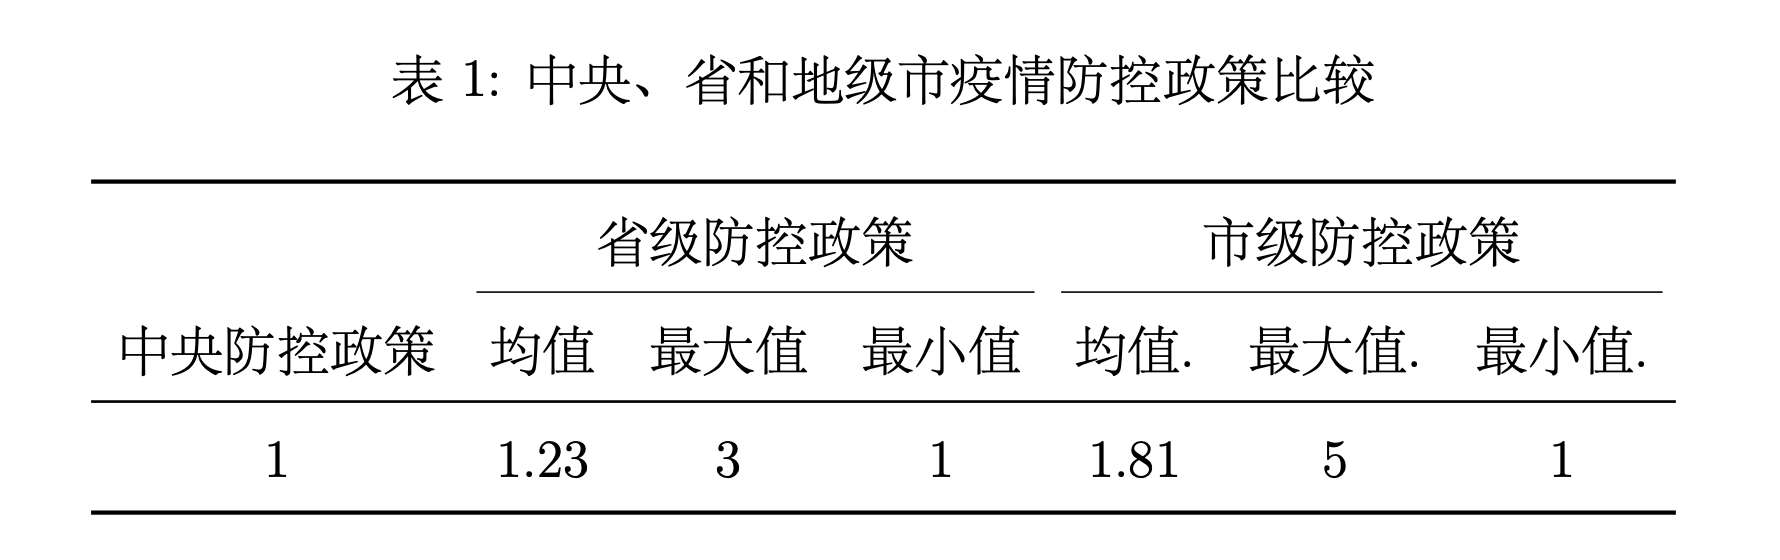 表 1: 中央、省和地级市疫情防控政策比较
省级防控政策 市级防控政策
中央防控政策 均值 最大值 最小值 均值. 最大值. 最小值.
1 1.23 3 1 1.81 5 1